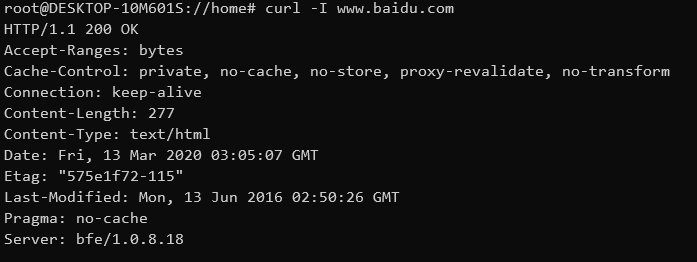 root@DESKTOP-10M601S://home# curl -I www.baidu.com
HTTP/1.1 200 OK
Accept-Ranges: bytes
Cache-Control: private, no-cache, no-store, proxy-revalidate, no-transform
Connection: keep-alive
Content-Length: 277
Content-Type: text/html
Date: Fri, 13 Mar 2020 03:05:07 GMT
Etag: "575e1f72-115"
Last-Modified: Mon, 13 Jun 2016 02:50:26 GMT
Pragma: no-cache
Server: bfe/1.0.8.18